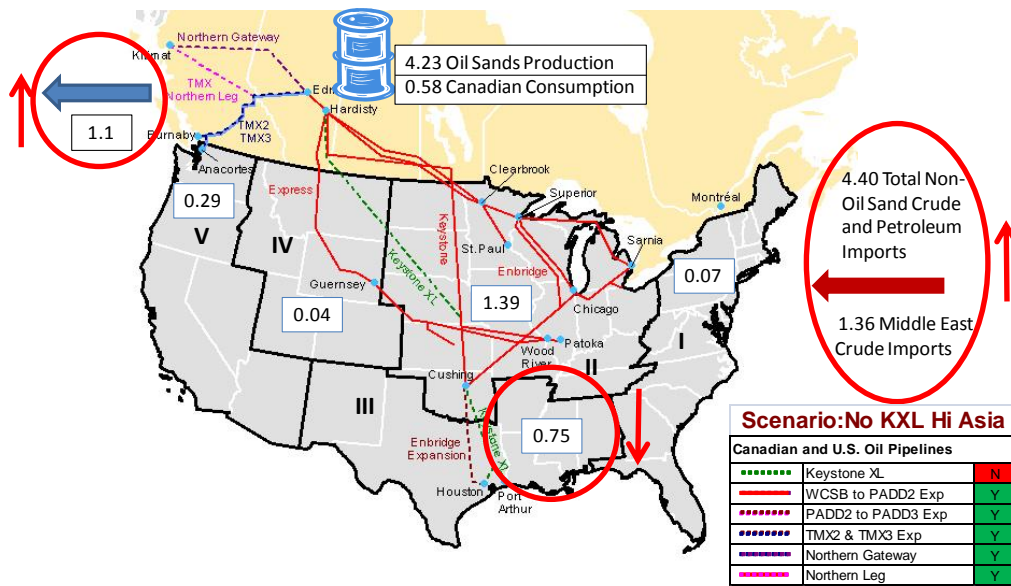 Northern Gateway
Kitimat
4.23 Oil Sands Production
0.58 Canadian Consumption
TMX
Northern Leg
Hardisty
1.1
TMX2
TMX3
Burnaby
Anacortes
Clearbrook
Superior
Montréal
4.40 Total Non-
Oil Sand Crude
and Petroleum
Imports
0.29
V
IV
Express
Keystone
St.Paul
Sarnia
Keystone XL
Enbridge
0.07
Guernsey
0.04
1.39
Chicago
1.36 Middle East
Crude Imports
I
Wood
River
Patoka
II
Cushing
III
0.75
Keystone XL
Enbridge
Expansion
Houston
Port
Arthur
Scenario:No KXL Hi Asia
Canadian and U.S. Oil Pipelines
Keystone XL N
WCSB to PADD2 Exp Y
PADD2 to PADD3 Exp Y
TMX2 & TMX3 Exp Y
Northern Gateway Y
Northern Leg Y